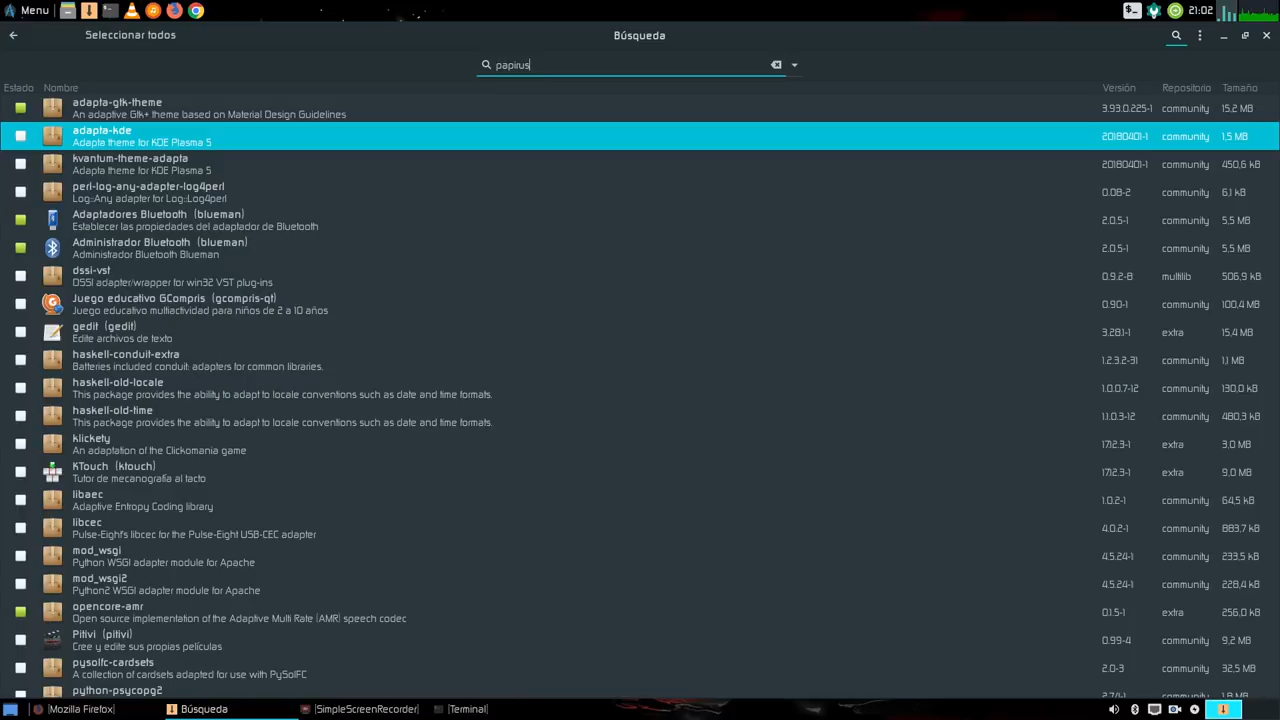 Menu 21:02
Seleccionar todos Búsqueda
papirus
Estado Nombre Versión Repositorio Tamaño
adapta-gtk-theme
An adaptive Gtk+ theme based on Material Design Guidelines 3.93.0.225-1 community 15,2 MB
adapta-kde
Adapta theme for KDE Plasma 5 20180401-1 community 1,5 MB
kvantum-theme-adapta
Adapta theme for KDE Plasma 5 20180401-1 community 450,6 kB
perl-log-any-adapter-log4perl
Log::Any adapter for Log::Log4perl 0.08-2 community 6,1 kB
Adaptadores Bluetooth (blueman)
Establecer las propiedades del adaptador de Bluetooth 2.0.5-1 community 5,5 MB
Administrador Bluetooth (blueman)
Administrador Bluetooth Blueman 2.0.5-1 community 5,5 MB
dssi-vst
DSSI adapter/wrapper for win32 VST plug-ins 0.9.2-8 multilib 506,9 kB
Juego educativo GCompris (gcompris-qt)
Juego educativo multiactividad para niños de 2 a 10 años 0.90-1 community 100,4 MB
gedit (gedit)
Edite archivos de texto 3.28.1-1 extra 15,4 MB
haskell-conduit-extra
Batteries included conduit: adapters for common libraries. 1.2.3.2-31 community 1,1 MB
haskell-old-locale
This package provides the ability to adapt to locale conventions such as date and time formats. 1.0.0.7-12 community 130,0 kB
haskell-old-time
This package provides the ability to adapt to locale conventions such as date and time formats. 1.1.0.3-12 community 480,3 kB
klickety
An adaptation of the Clickomania game 17.12.3-1 extra 3,0 MB
KTouch (ktouch)
Tutor de mecanografía al tacto 17.12.3-1 extra 9,0 MB
libaec
Adaptive Entropy Coding library 1.0.2-1 community 64,5 kB
libcec
Pulse-Eight's libcec for the Pulse-Eight USB-CEC adapter 4.0.2-1 community 883,7 kB
mod_wsgi
Python WSGI adapter module for Apache 4.5.24-1 community 233,5 kB
mod_wsgi2
Python2 WSGI adapter module for Apache 4.5.24-1 community 228,4 kB
opencore-amr
Open source implementation of the Adaptive Multi Rate (AMR) speech codec 0.1.5-1 extra 256,0 kB
Pitivi (pitivi)
Cree y edite sus propias películas 0.99-4 community 9,2 MB
pysolfc-cardsets
A collection of cardsets adapted for use with PySolFC 2.0-3 community 32,5 MB
python-psycopg2 community
[Mozilla Firefox] Búsqueda [SimpleScreenRecorder] [Terminal]